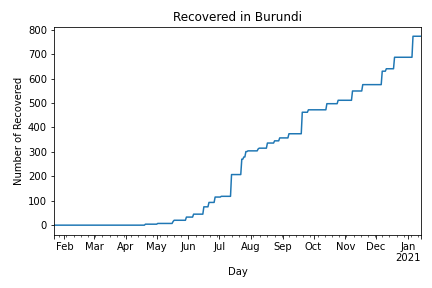 Recovered in Burundi
Number of Recovered
800
700
600
500
400
300
200
100
0
Feb Mar Apr May Jun Jul Aug Sep Oct Nov Dec Jan
2021
Day